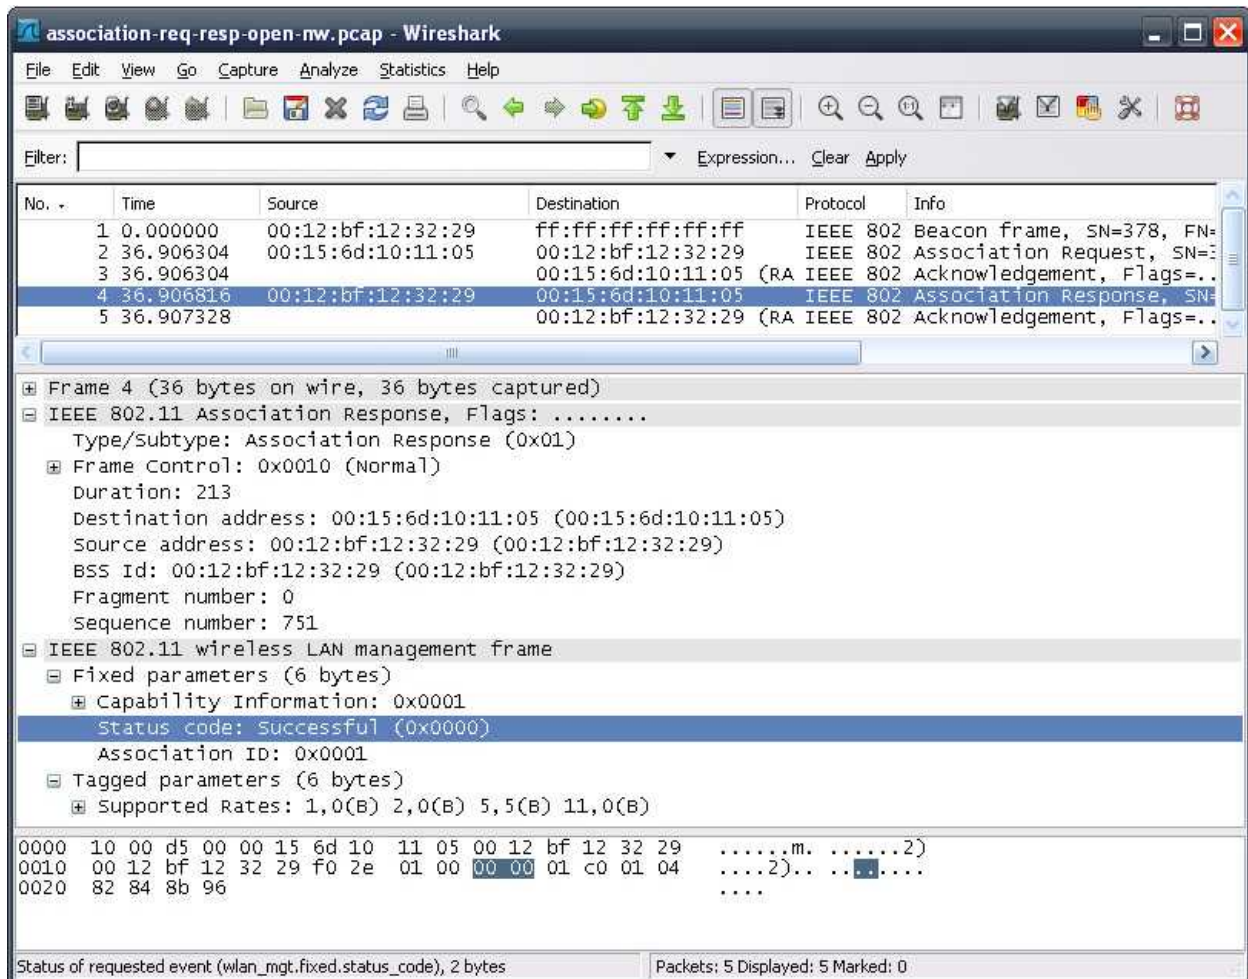 association-req-resp-open-nw.pcap - Wireshark
File Edit View Go Capture Analyze Statistics Help
Filter: Expression... Clear Apply
No. Time Source Destination Protocol Info
1 0.000000 00:12:bf:12:32:29 ff:ff:ff:ff:ff:ff IEEE 802 Beacon frame, SN=378, FN=
2 36.906304 00:15:6d:10:11:05 00:12:bf:12:32:29 IEEE 802 Association Request, SN=3
3 36.906304 00:15:6d:10:11:05 (RA IEEE 802 Acknowledgement, Flags=..
4 36.906816 00:12:bf:12:32:29 00:15:6d:10:11:05 IEEE 802 Association Response, SN=
5 36.907328 00:12:bf:12:32:29 (RA IEEE 802 Acknowledgement, Flags=..
Frame 4 (36 bytes on wire, 36 bytes captured)
IEEE 802.11 Association Response, Flags: ........
Type/Subtype: Association Response (0x01)
Frame Control: 0x0010 (Normal)
Duration: 213
Destination address: 00:15:6d:10:11:05 (00:15:6d:10:11:05)
Source address: 00:12:bf:12:32:29 (00:12:bf:12:32:29)
BSS Id: 00:12:bf:12:32:29 (00:12:bf:12:32:29)
Fragment number: 0
Sequence number: 751
IEEE 802.11 wireless LAN management frame
Fixed parameters (6 bytes)
Capability Information: 0x0001
Status code: Successful (0x0000)
Association ID: 0x0001
Tagged parameters (6 bytes)
Supported Rates: 1,0(B) 2,0(B) 5,5(B) 11,0(B)
0000 10 00 d5 00 00 15 6d 10 11 05 00 12 bf 12 32 29 ......m. ......2)
0010 00 12 bf 12 32 29 f0 2e 01 00 00 00 01 c0 01 04 ....2).. ........
0020 82 84 8b 96 ....
Status of requested event (wlan_mgt.fixed.status_code), 2 bytes Packets: 5 Displayed: 5 Marked: 0